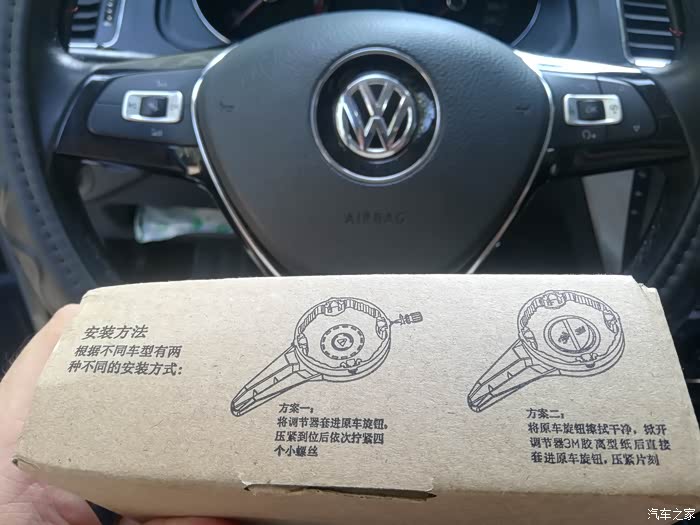 AIRBAG
安装方法
根据不同车型有两
种不同的安装方式:
方案一:
将调节器套进原车旋钮,
压紧到位后依次拧紧四
个小螺丝
方案二:
将原车旋钮擦拭干净,掀开
调节器3M胶离型纸后直接
套进原车旋钮,压紧片刻
汽车之家